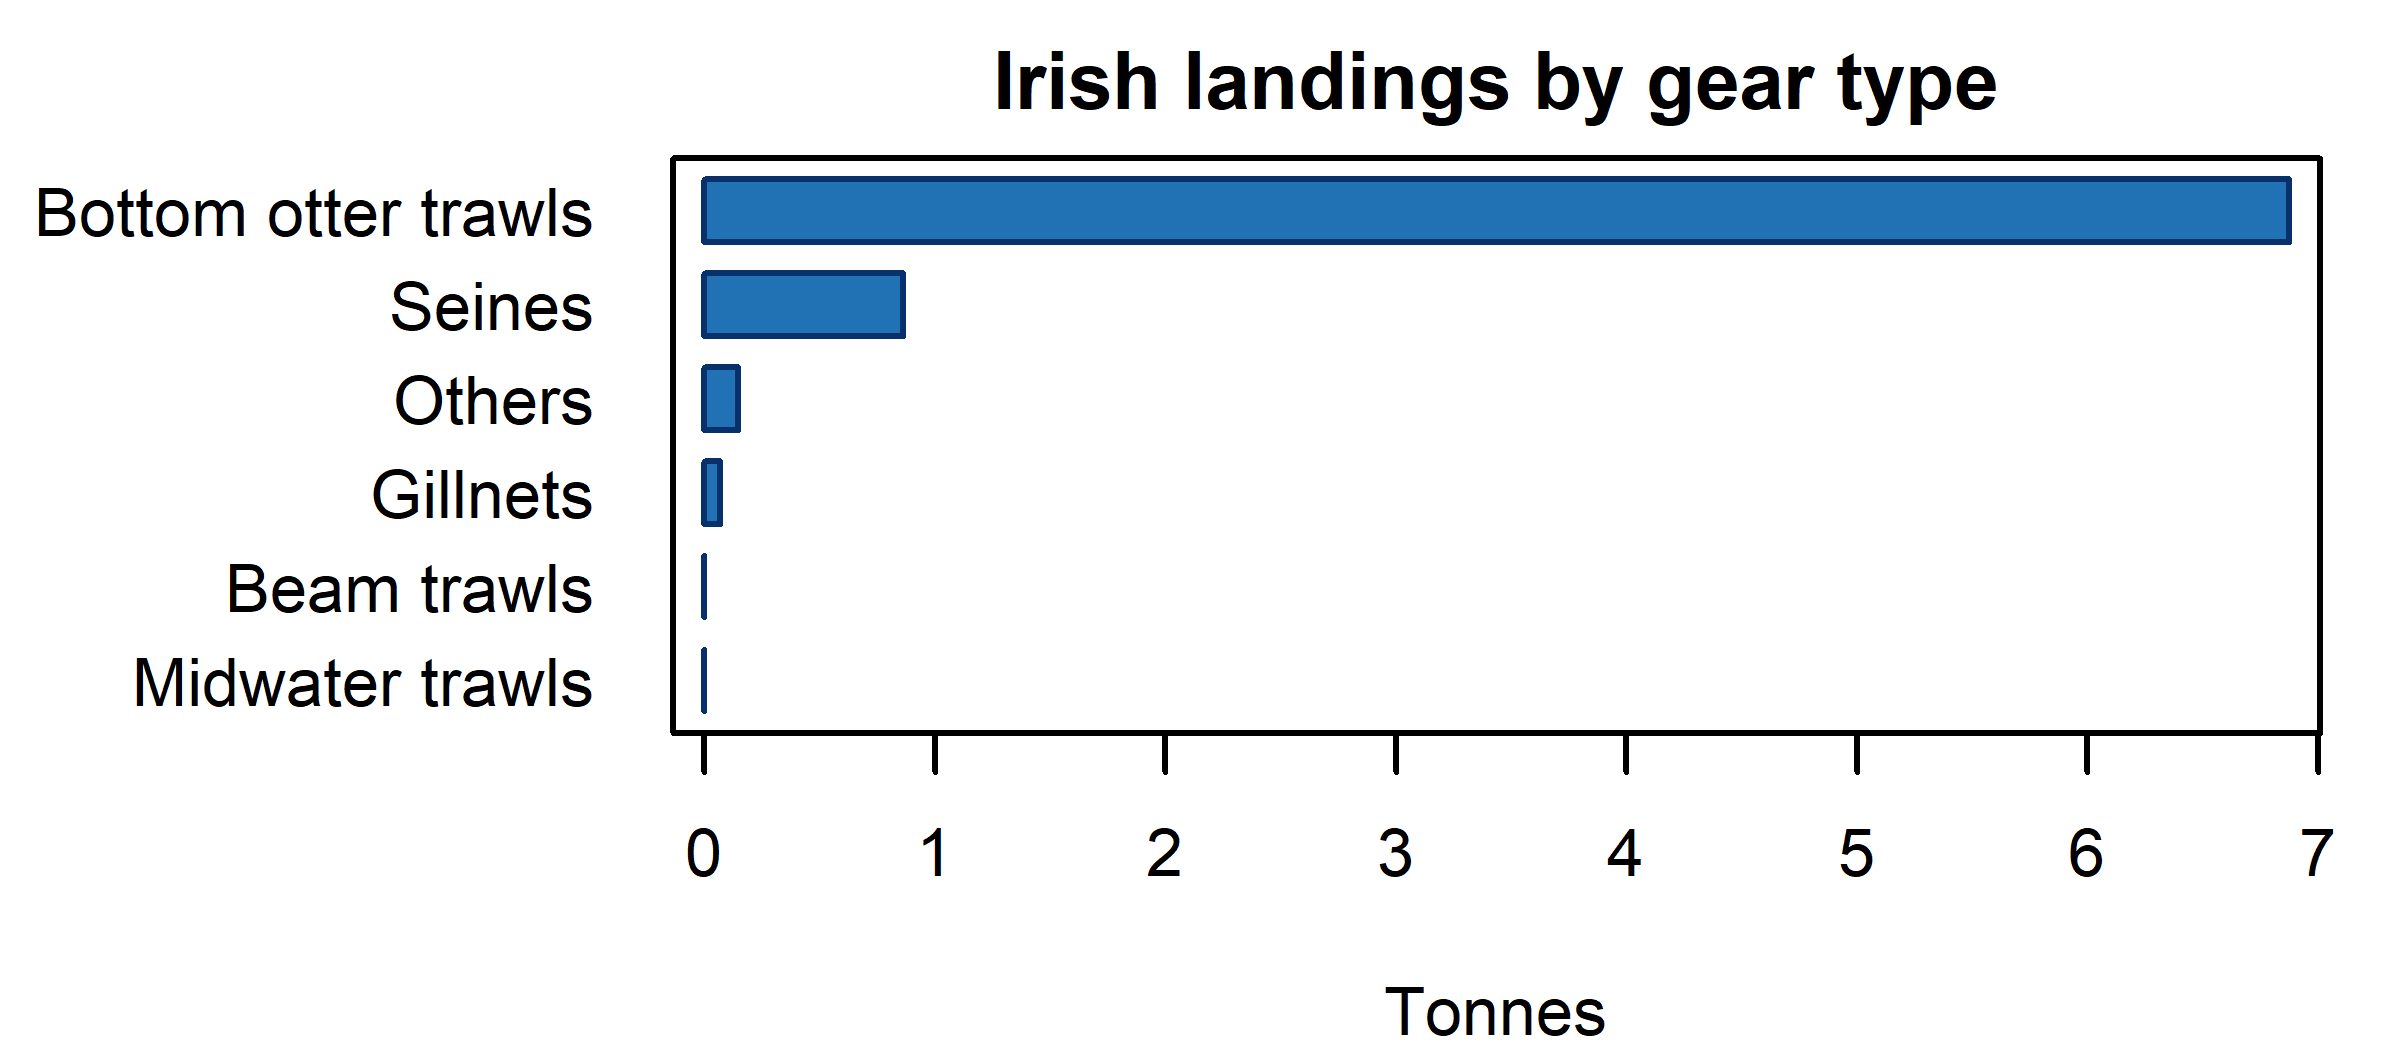 Irish landings by gear type
Bottom otter trawls
Seines
Others
Gillnets
Beam trawls
Midwater trawls
0 1 2 3 4 5 6 7
Tonnes